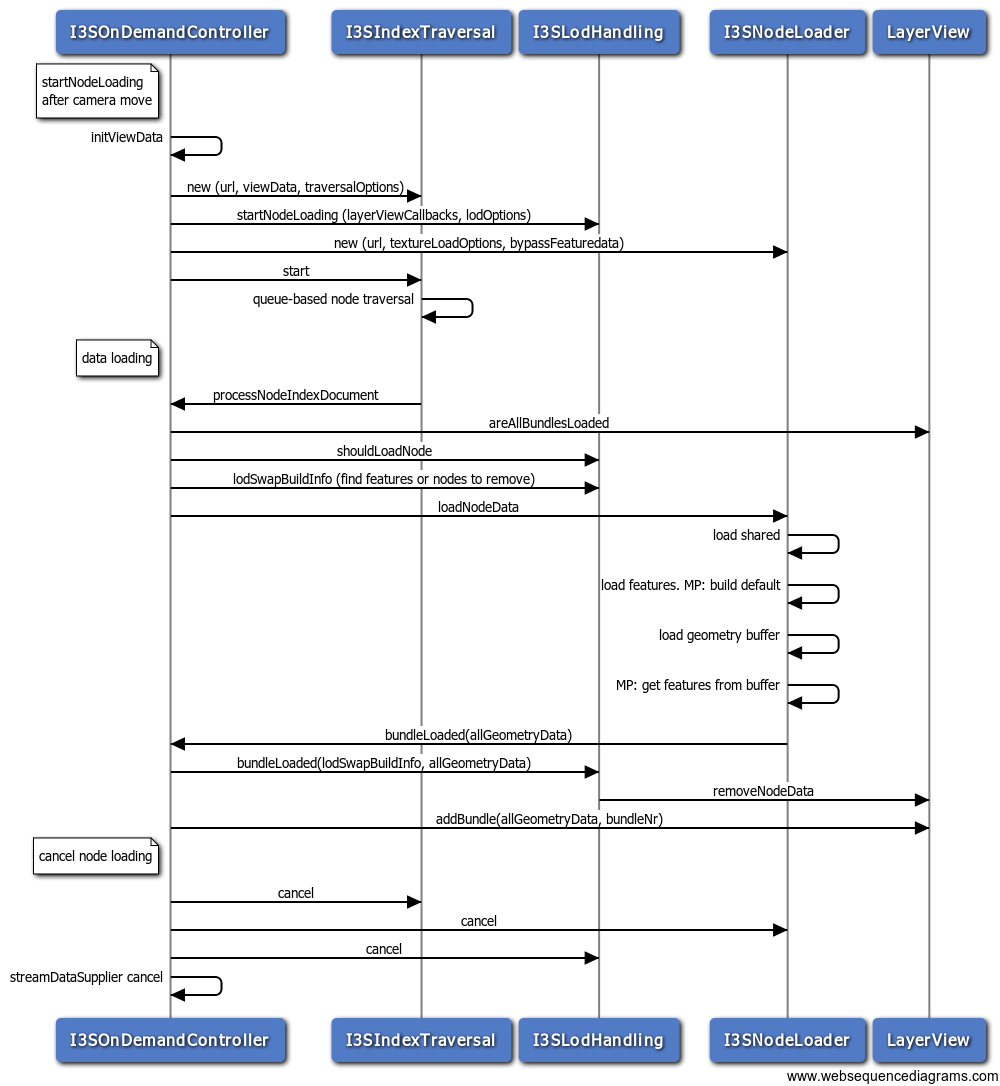 I3SOnDemandController I3SIndexTraversal I3SLodHandling I3SNodeLoader LayerView
startNodeLoading
after camera move
initViewData
new (url, viewData, traversalOptions)
startNodeLoading (layerViewCallbacks, lodOptions)
new (url, textureLoadOptions, bypassFeaturedata)
start
queue-based node traversal
data loading
processNodeIndexDocument
areAllBundlesLoaded
shouldLoadNode
lodSwapBuildInfo (find features or nodes to remove)
loadNodeData
load shared
load features. MP: build default
load geometry buffer
MP: get features from buffer
bundleLoaded(allGeometryData)
bundleLoaded(lodSwapBuildInfo, allGeometryData)
removeNodeData
addBundle(allGeometryData, bundleNr)
cancel node loading
cancel
cancel
cancel
streamDataSupplier cancel
I3SOnDemandController I3SIndexTraversal I3SLodHandling I3SNodeLoader LayerView
www.websequencediagrams.com